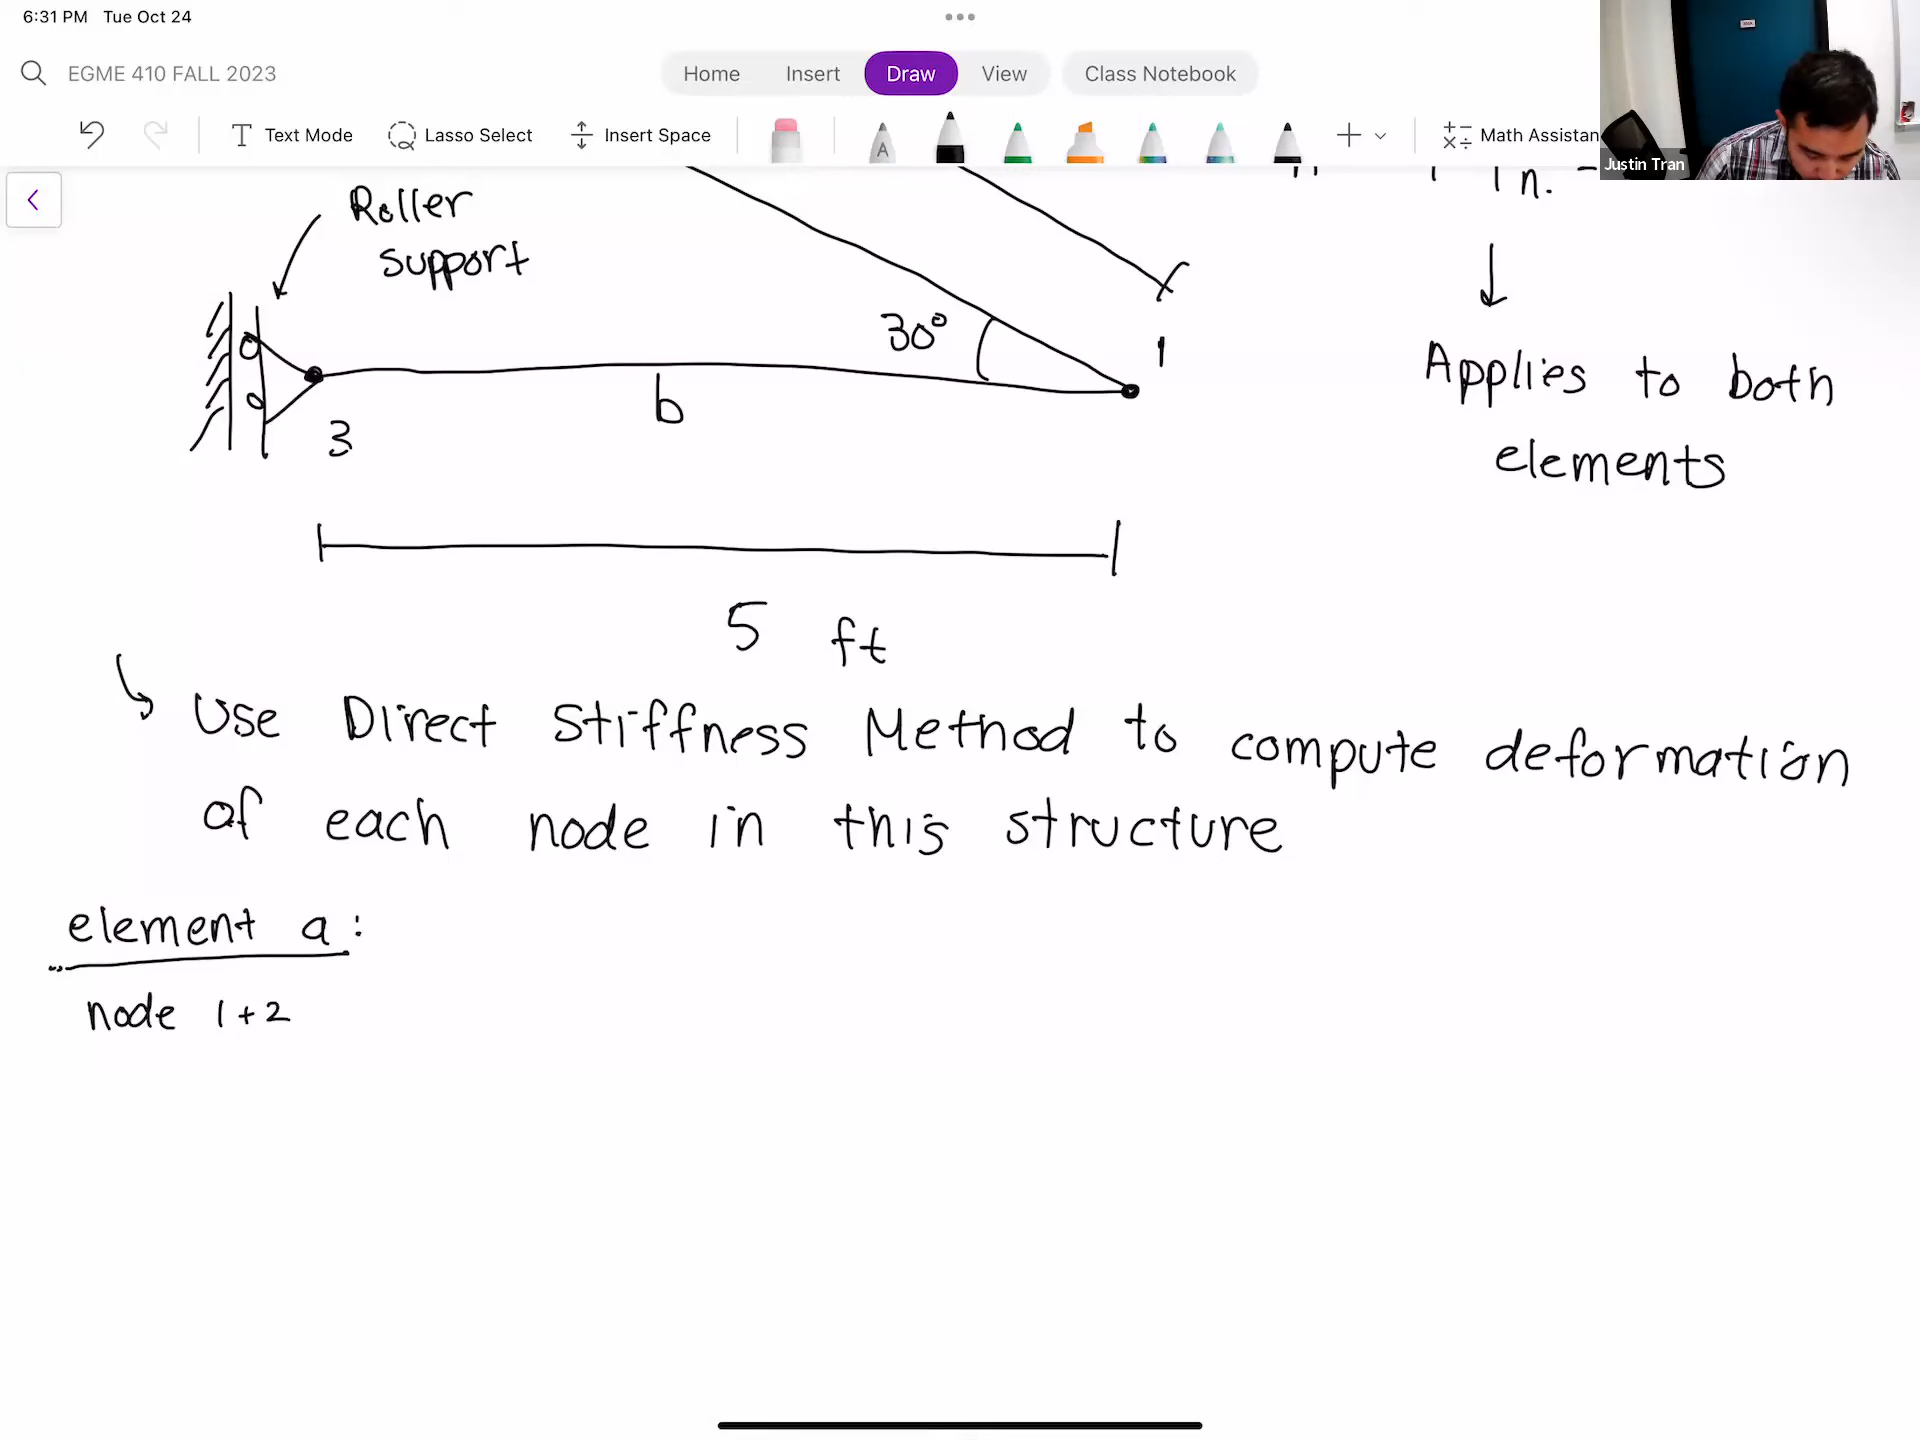 6:31 PM Tue Oct 24
EGME 410 FALL 2023
Home Insert Draw View Class Notebook
Text Mode Lasso Select Insert Space A Math Assistan
Justin Tran
Roller
support
in.
30°
1
b
3
Applies to both
elements
5 ft
Use Direct Stiffness Method to compute deformation
of each node in this structure
element a:
node 1+2